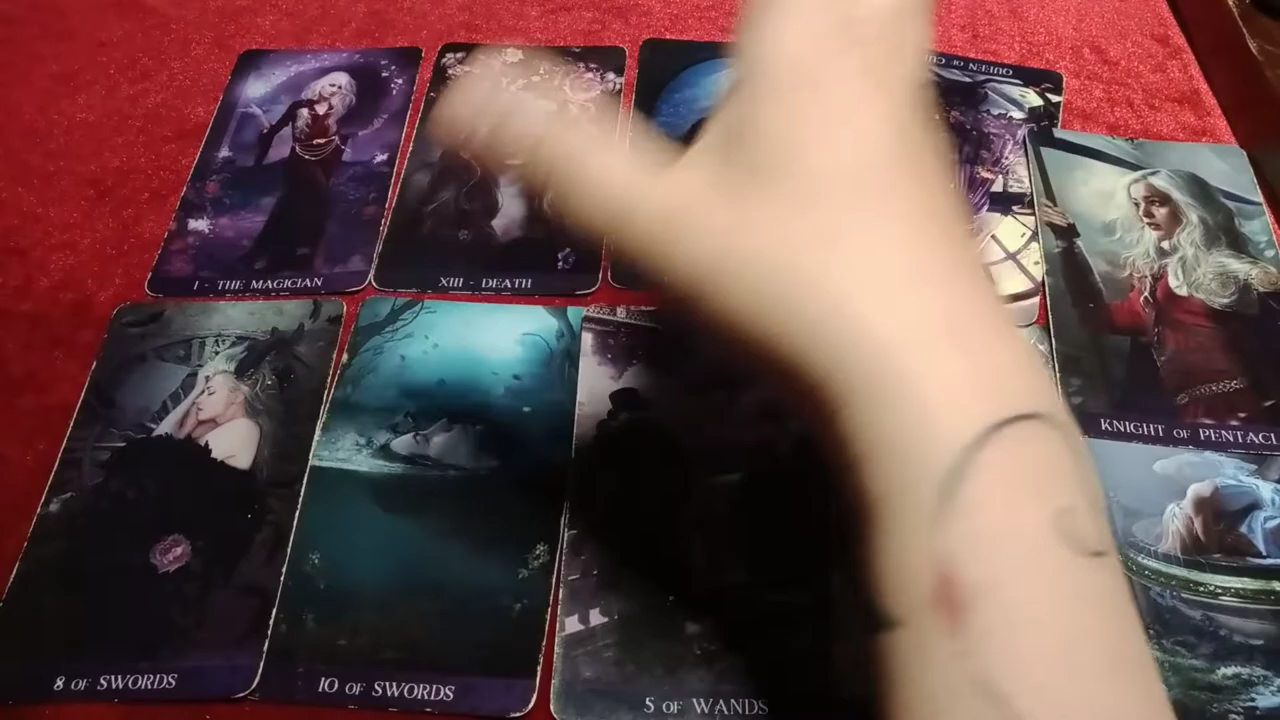 I - THE MAGICIAN
XIII - DEATH
QUEEN OF CU
KNIGHT OF PENTACL
8 OF SWORDS
10 OF SWORDS
5 OF WANDS